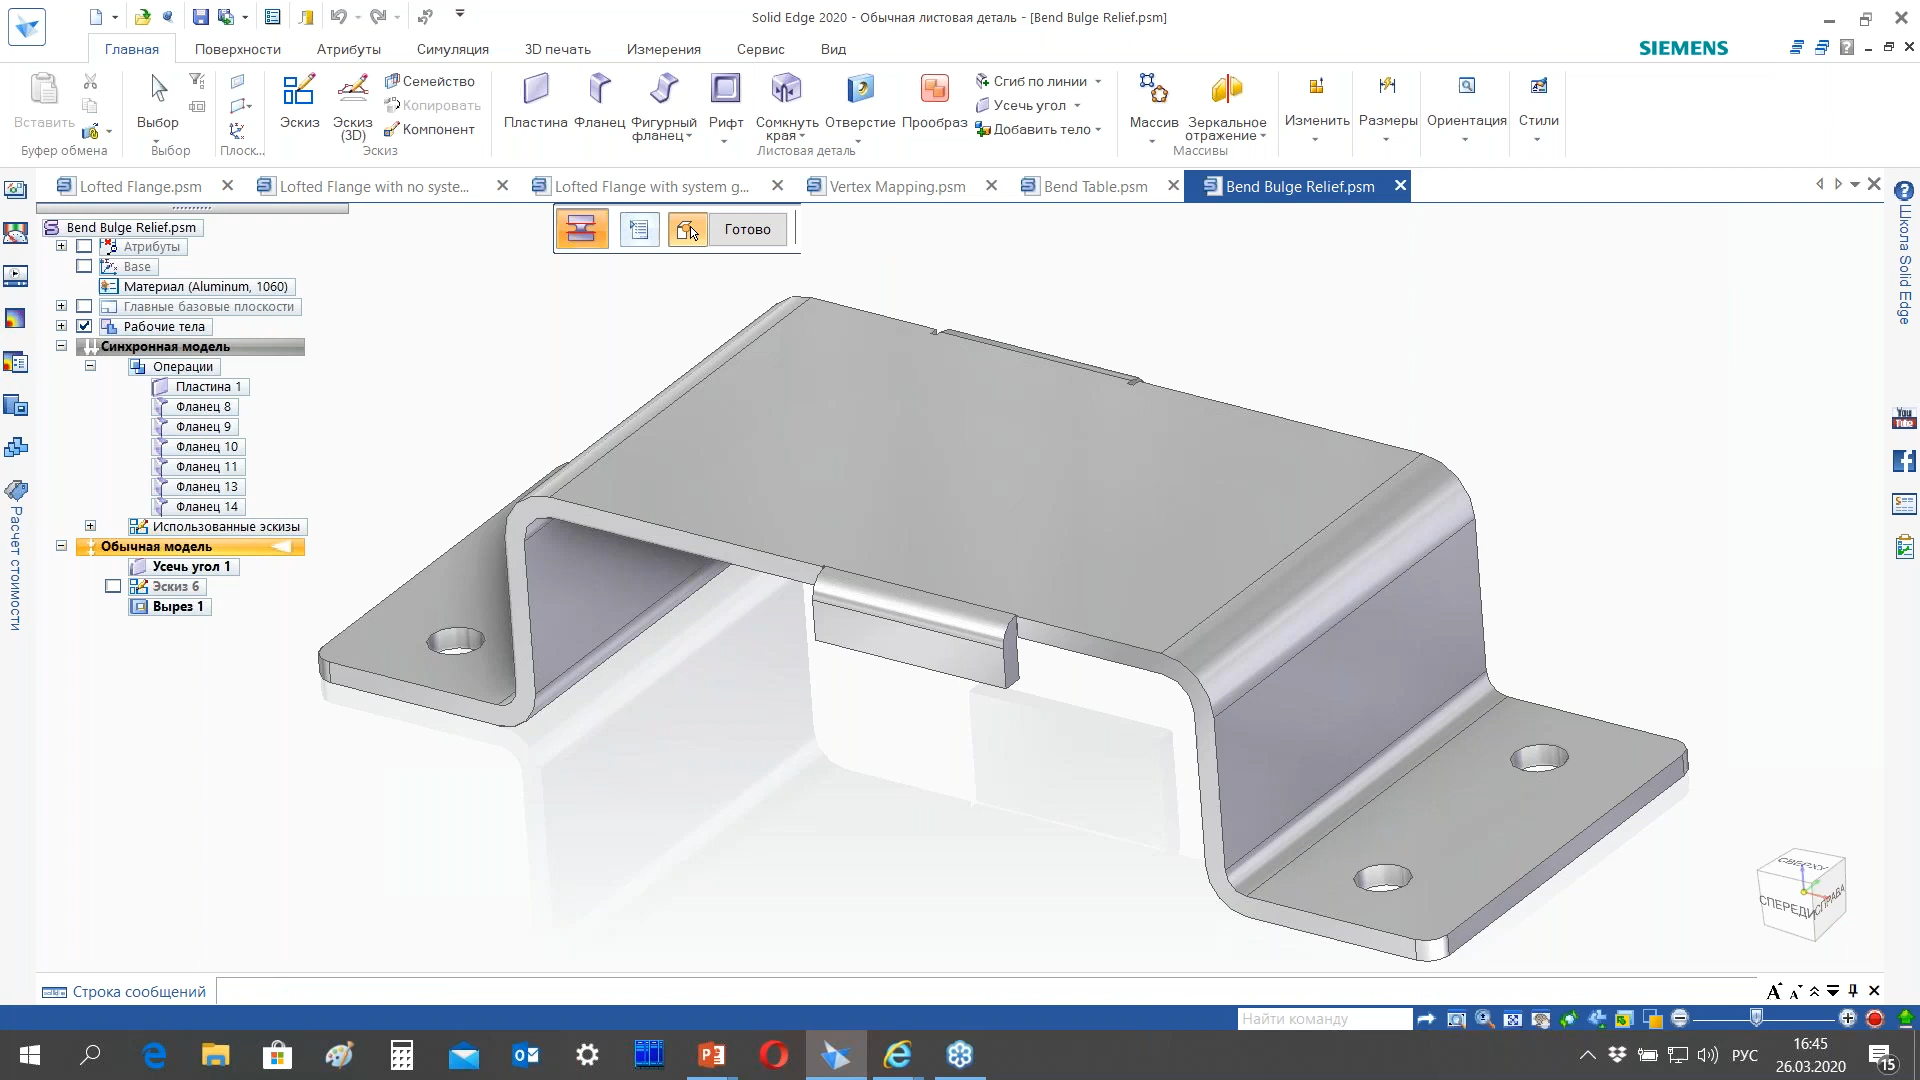 Solid Edge 2020 - Обычная листовая деталь - [Bend Bulge Relief.psm]
Главная Поверхности Атрибуты Симуляция 3D печать Измерения Сервис Вид
SIEMENS
Вставить
Буфер обмена
Выбор
Выбор
Плоск...
Эскиз
Эскиз (3D)
Семейство
Копировать
Компонент
Эскиз
Пластина
Фланец
Фигурный фланец
Рифт
Сомкнуть края
Отверстие
Прообраз
Сгиб по линии
Усечь угол
Добавить тело
Листовая деталь
Массив
Зеркальное отражение
Массивы
Изменить
Размеры
Ориентация
Стили
Lofted Flange.psm
Lofted Flange with no syste...
Lofted Flange with system g...
Vertex Mapping.psm
Bend Table.psm
Bend Bulge Relief.psm
Готово
Bend Bulge Relief.psm
Атрибуты
Base
Материал (Aluminum, 1060)
Главные базовые плоскости
Рабочие тела
Синхронная модель
Операции
Пластина 1
Фланец 8
Фланец 9
Фланец 10
Фланец 11
Фланец 13
Фланец 14
Использованные эскизы
Обычная модель
Усечь угол 1
Эскиз 6
Вырез 1
Расчет стоимости
Школа Solid Edge
You
Tube
СВЕРХУ
СПЕРЕДИ
СПРАВА
Строка сообщений
Найти команду
РУС
16:45
26.03.2020
15